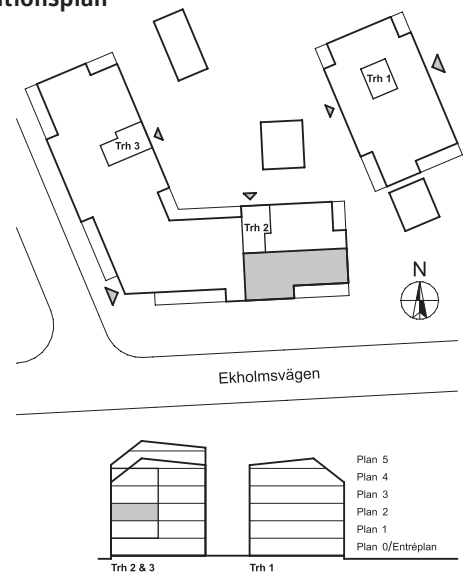 tionsplan
Trh 1
Trh 3
Trh 2
N
Ekholmsvägen
Plan 5
Plan 4
Plan 3
Plan 2
Plan 1
Plan 0/Entréplan
Trh 2 & 3
Trh 1